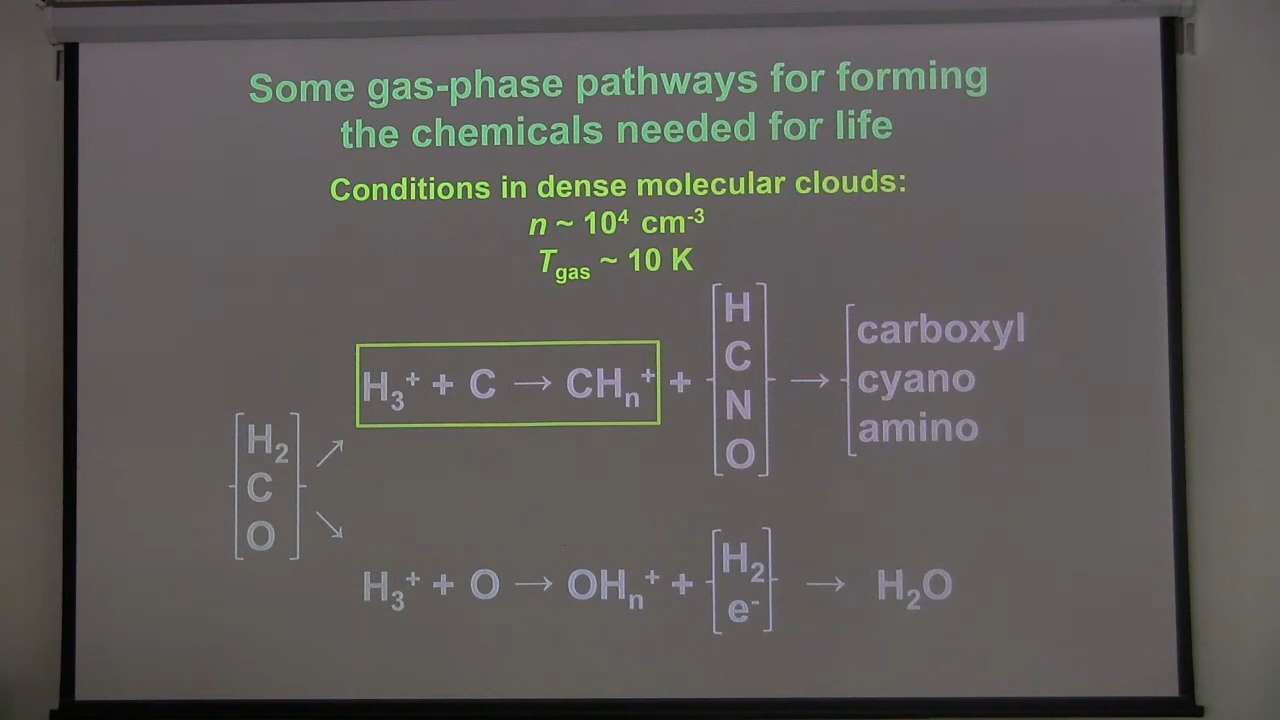 Some gas-phase pathways for forming
the chemicals needed for life
Conditions in dense molecular clouds:
n ~ 10⁴ cm⁻³
T_gas ~ 10 K
H₂
C
O
H₃⁺ + C → CHₙ⁺ +
H
C
N
O
→
carboxyl
cyano
amino
H₃⁺ + O → OHₙ⁺ +
H₂
e⁻
→ H₂O